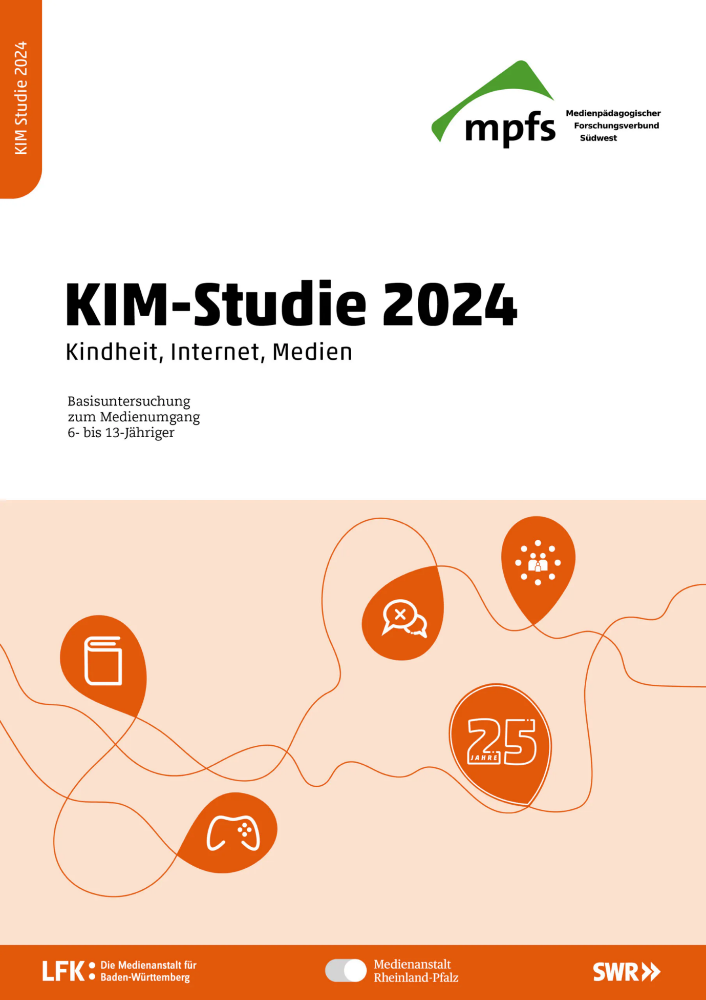 KIM Studie 2024
mpfs
Medienpädagogischer
Forschungsverbund
Südwest
KIM-Studie 2024
Kindheit, Internet, Medien
Basisuntersuchung
zum Medienumgang
6- bis 13-Jähriger
25
JAHRE
LFK: Die Medienanstalt für
Baden-Württemberg
Medienanstalt
Rheinland-Pfalz
SWR